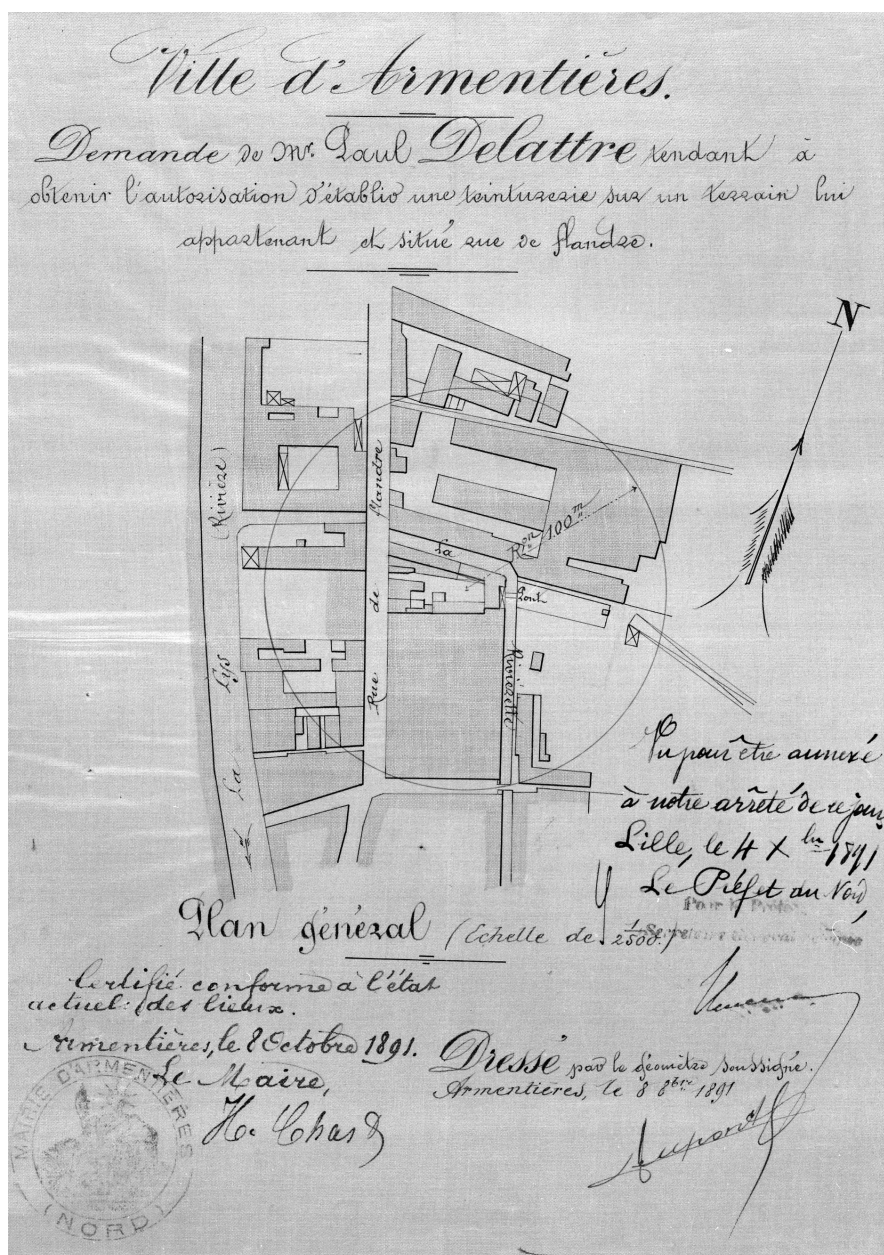 Ville d'Armentières.
Demande de Mr. Paul Delattre tendant à
obtenir l'autorisation d'établir une teinturerie sur un terrain lui
appartenant et situé rue de flandre.
N
Rivière)
Lys
La
Rue de flandre
Ron 100m
La
Pont
Rivièrette
Vu pour être annexé
à notre arrêté de ce jour
Lille, le 4 Xbre 1891
Le Préfet du Nord
Pour le Préfet,
Plan général (Echelle de 1/2500.)
Certifié conforme à l'état
actuel des lieux.
Armentières, le 8 Octobre 1891.
Le Maire,
H. Chas
Dressé par le géomètre soussigné.
Armentières, le 8 8bre 1891
Dupont
MAIRIE D'ARMENTIÈRES
(NORD)